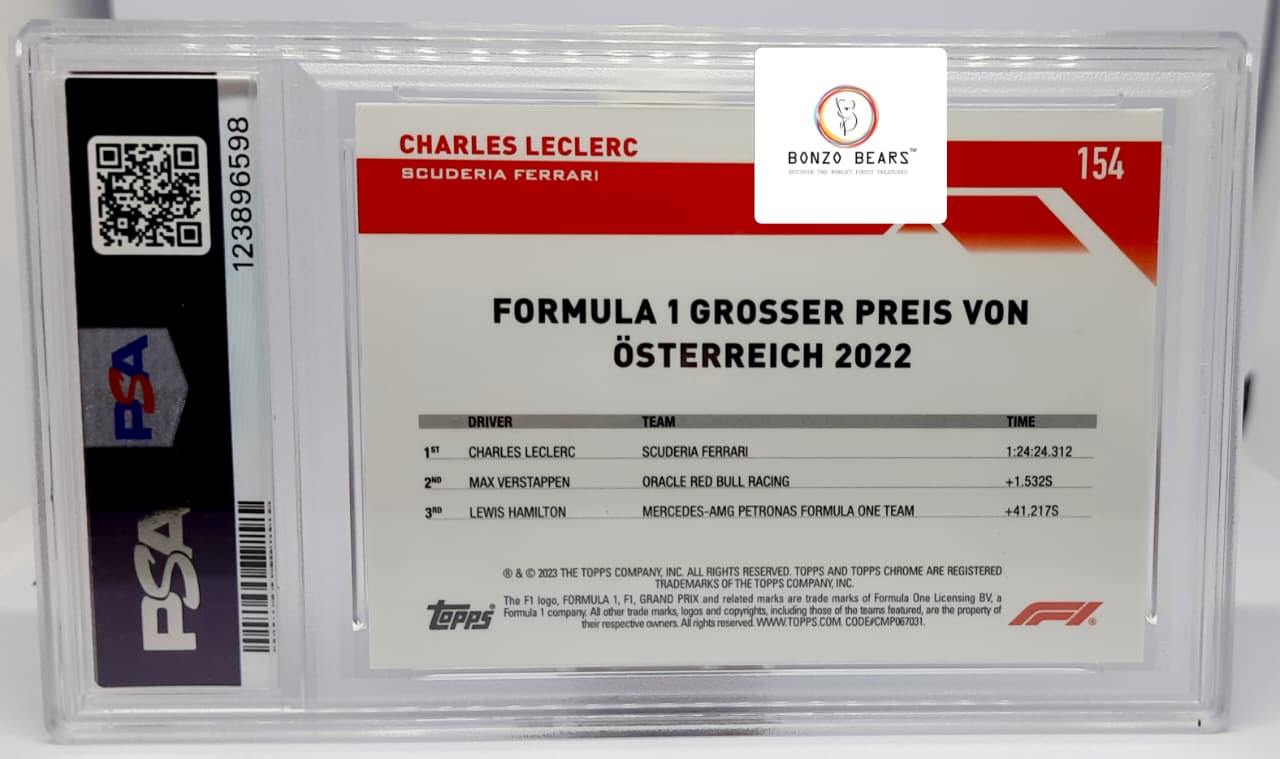 123896598
PSA
PSA
CHARLES LECLERC
SCUDERIA FERRARI
BONZO BEARS™
DISCOVER THE WORLD'S FINEST TREASURES
154
FORMULA 1 GROSSER PREIS VON
ÖSTERREICH 2022
DRIVER TEAM TIME
1ST CHARLES LECLERC SCUDERIA FERRARI 1:24:24.312
2ND MAX VERSTAPPEN ORACLE RED BULL RACING +1.532S
3RD LEWIS HAMILTON MERCEDES-AMG PETRONAS FORMULA ONE TEAM +41.217S
® & © 2023 THE TOPPS COMPANY, INC. ALL RIGHTS RESERVED. TOPPS AND TOPPS CHROME ARE REGISTERED
TRADEMARKS OF THE TOPPS COMPANY, INC.
Topps®
The F1 logo, FORMULA 1, F1, GRAND PRIX and related marks are trade marks of Formula One Licensing BV, a
Formula 1 company. All other trade marks, logos and copyrights, including those of the teams featured, are the property of
their respective owners. All rights reserved. WWW.TOPPS.COM. CODE#CMP067031.
F1®